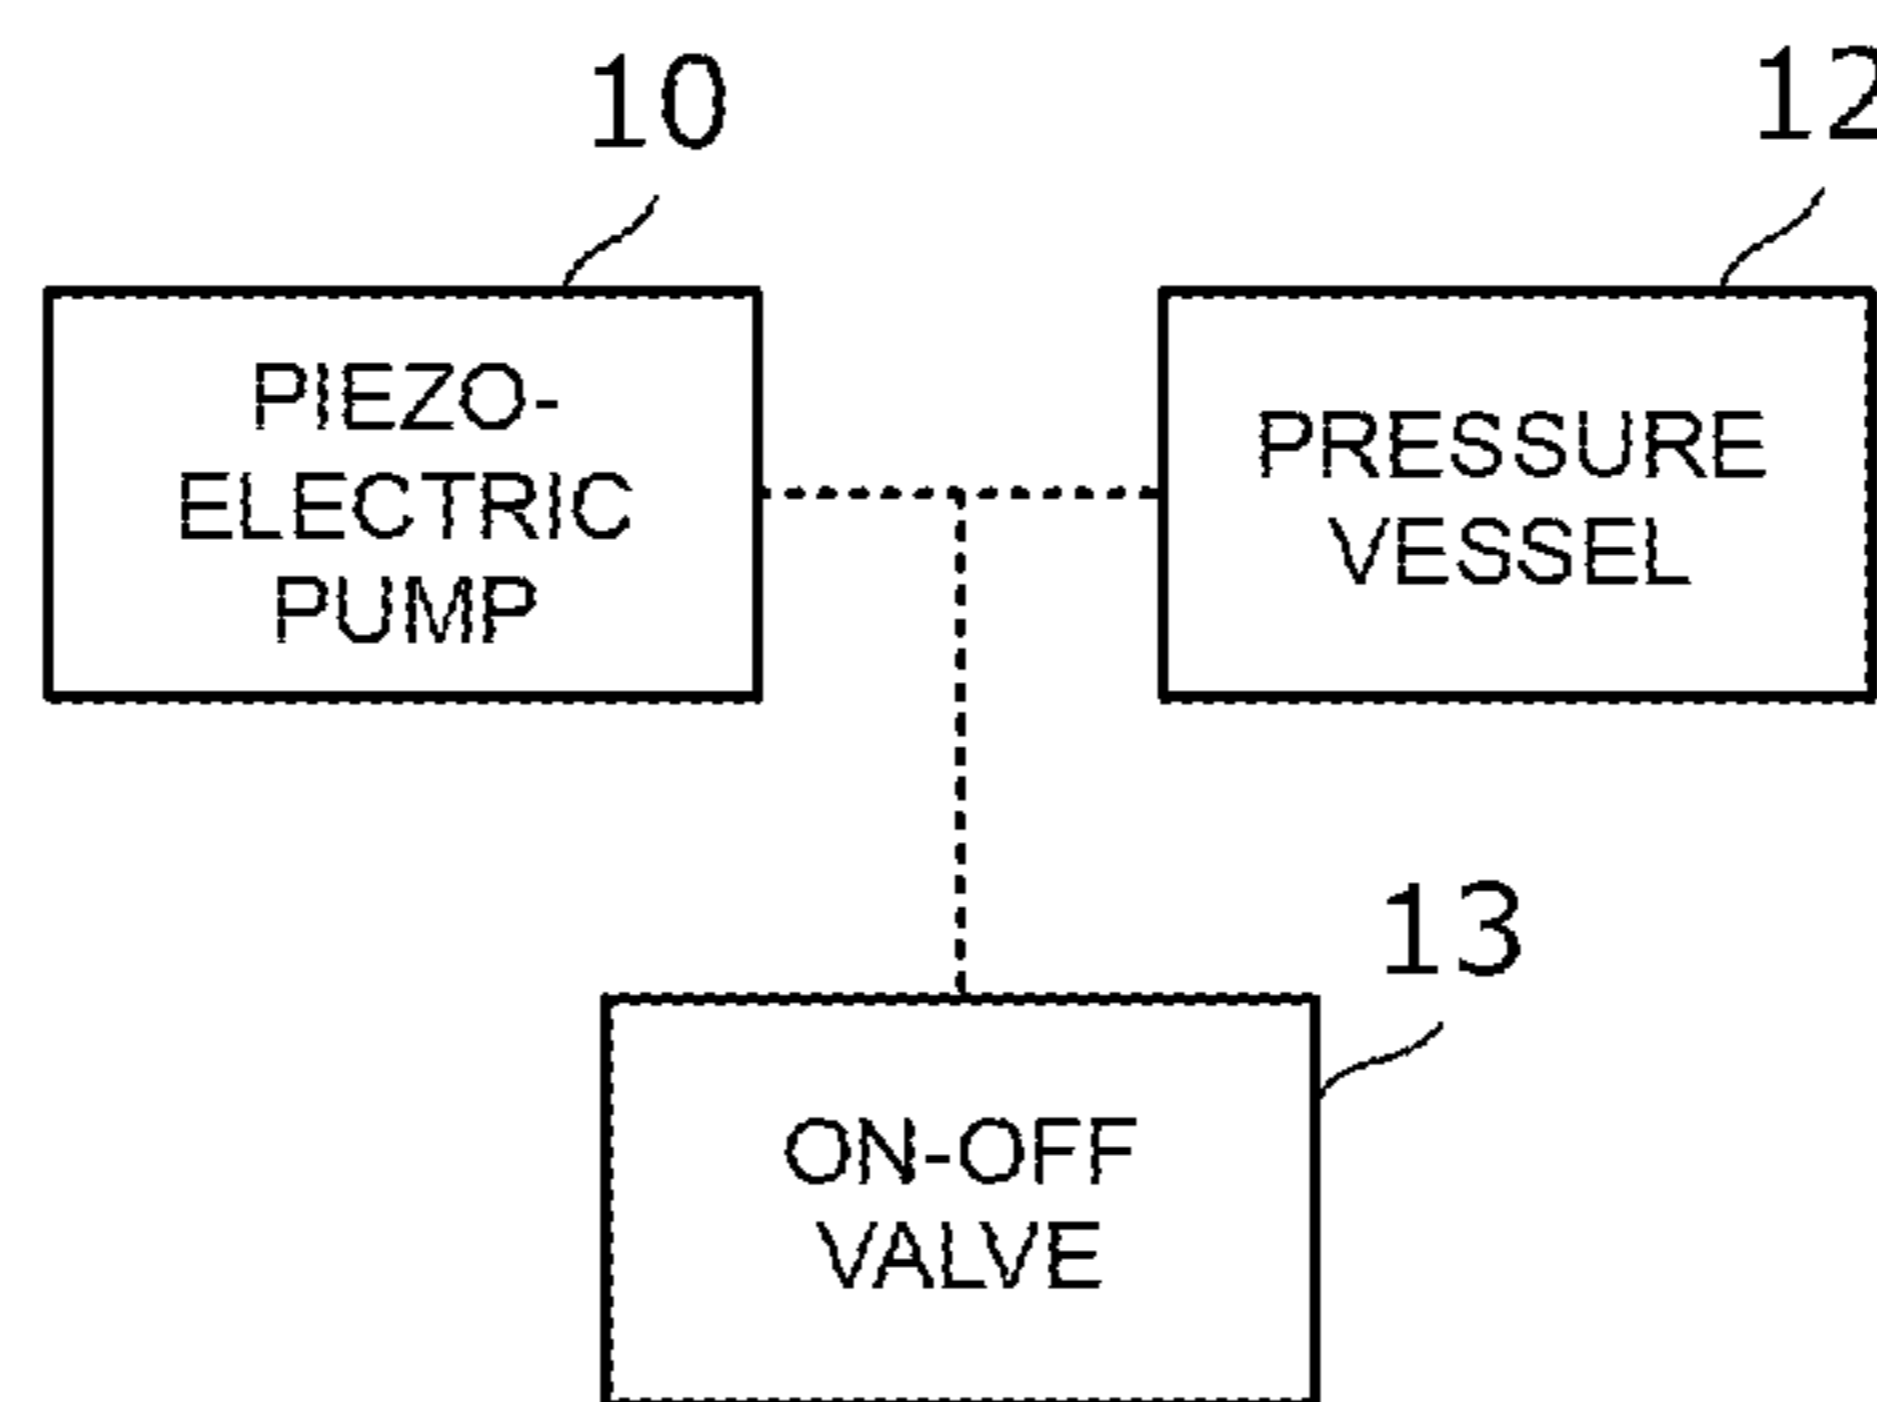 10
12
PIEZO-
ELECTRIC
PUMP
PRESSURE
VESSEL
13
ON-OFF
VALVE